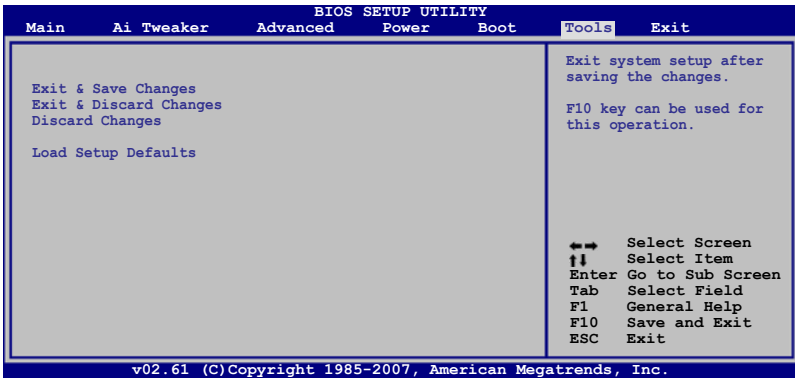 BIOS SETUP UTILITY
Main Ai Tweaker Advanced Power Boot Tools Exit
Exit & Save Changes
Exit & Discard Changes
Discard Changes
Load Setup Defaults
Exit system setup after
saving the changes.
F10 key can be used for
this operation.
←→ Select Screen
↑↓ Select Item
Enter Go to Sub Screen
Tab Select Field
F1 General Help
F10 Save and Exit
ESC Exit
v02.61 (C)Copyright 1985-2007, American Megatrends, Inc.